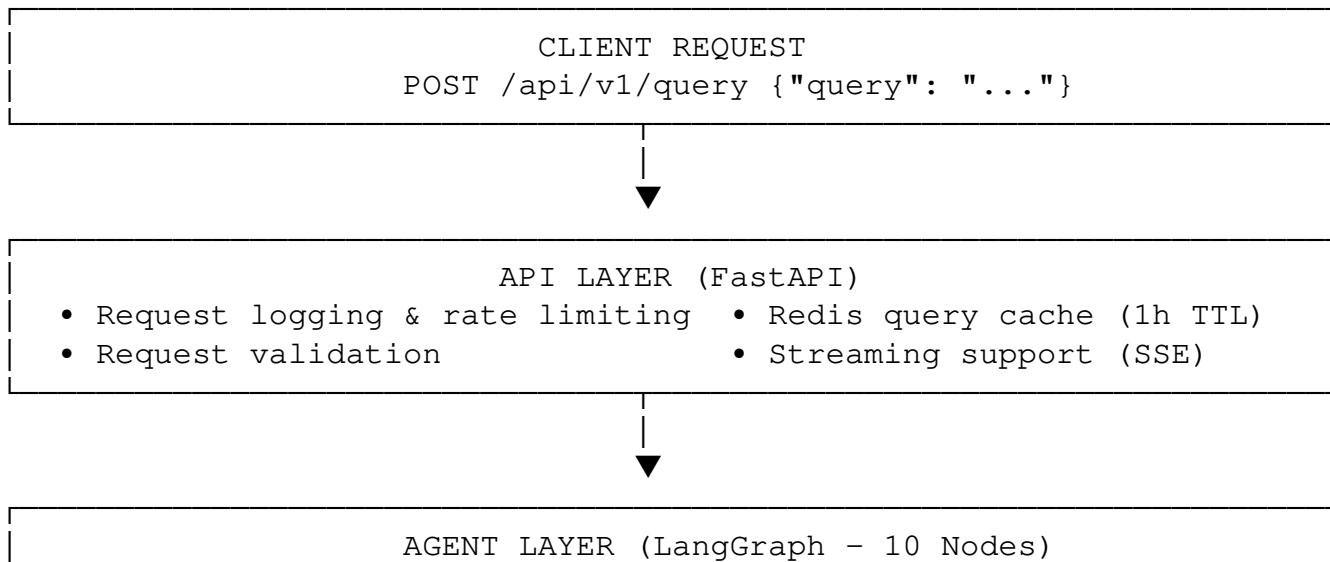 CLIENT REQUEST
POST /api/v1/query {"query": "..."}
API LAYER (FastAPI)
• Request logging & rate limiting • Redis query cache (1h TTL)
• Request validation • Streaming support (SSE)
AGENT LAYER (LangGraph - 10 Nodes)